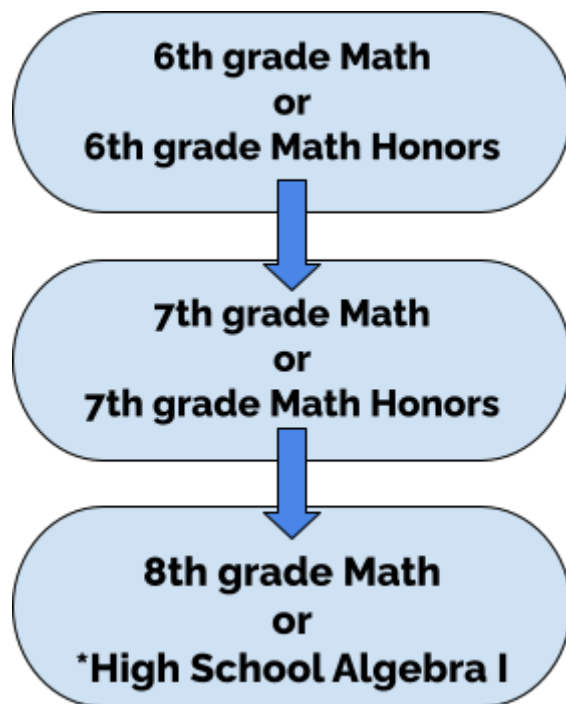 6th grade Math
or
6th grade Math Honors
7th grade Math
or
7th grade Math Honors
8th grade Math
or
*High School Algebra I